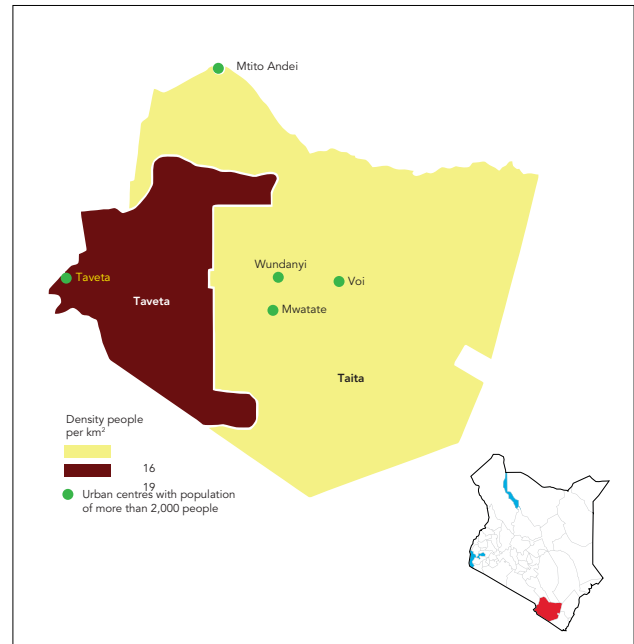 Mtito Andei
Wundanyi
Taveta
Voi
Taveta
Mwatate
Taita
Density people
per km²
16
19
Urban centres with population
of more than 2,000 people